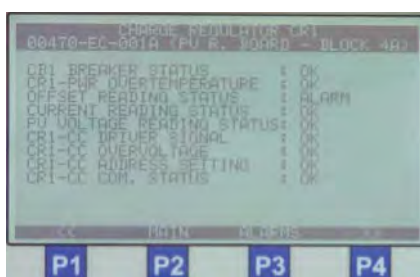 CHARGE REGULATOR CR1
00470-EC-001A (PV R. BOARD - BLOCK 4A)
CB1 BREAKER STATUS : OK
CR1-PWR OVERTEMPERATURE : OK
OFFSET READING STATUS : ALARM
CURRENT READING STATUS : OK
PV VOLTAGE READING STATUS: OK
CR1-CC DRIVER SIGNAL : OK
CR1-CC OVERVOLTAGE : OK
CR1-CC ADDRESS SETTING : OK
CR1-CC COM. STATUS : OK
<< MAIN ALARMS >>
P1 P2 P3 P4